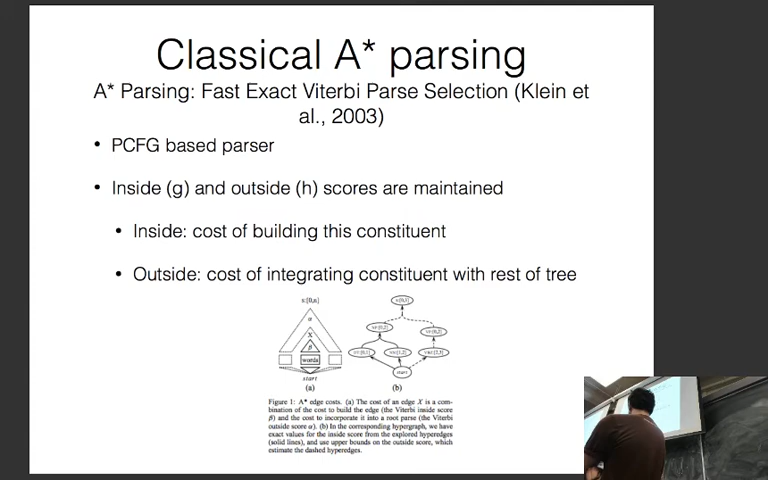 Classical A* parsing
A* Parsing: Fast Exact Viterbi Parse Selection (Klein et
al., 2003)
• PCFG based parser
• Inside (g) and outside (h) scores are maintained
• Inside: cost of building this constituent
• Outside: cost of integrating constituent with rest of tree
α
X
β
words
start
start
(a)
(b)
Figure 1: A* edge costs. (a) The cost of an edge X is a com-
bination of the cost to build the edge (the Viterbi inside score
β) and the cost to incorporate it into a root parse (the Viterbi
outside score α). (b) In the corresponding hypergraph, we have
exact values for the inside score from the explored hyperedges
(solid lines), and use upper bounds on the outside score, which
estimate the dashed hyperedges.